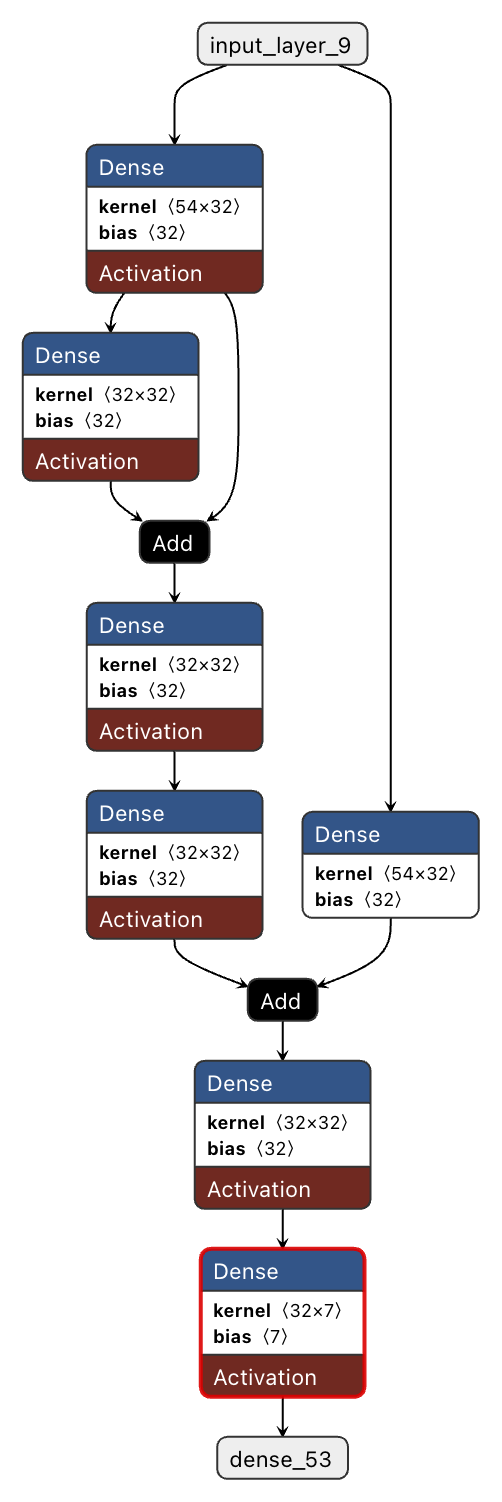 input_layer_9
Dense
kernel ⟨54×32⟩
bias ⟨32⟩
Activation
Dense
kernel ⟨32×32⟩
bias ⟨32⟩
Activation
Add
Dense
kernel ⟨32×32⟩
bias ⟨32⟩
Activation
Dense
kernel ⟨32×32⟩
bias ⟨32⟩
Activation
Dense
kernel ⟨54×32⟩
bias ⟨32⟩
Add
Dense
kernel ⟨32×32⟩
bias ⟨32⟩
Activation
Dense
kernel ⟨32×7⟩
bias ⟨7⟩
Activation
dense_53